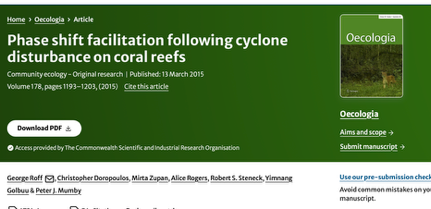 Home > Oecologia > Article
Phase shift facilitation following cyclone
disturbance on coral reefs
Community ecology - Original research | Published: 13 March 2015
Volume 178, pages 1193–1203, (2015) Cite this article
Download PDF
Access provided by The Commonwealth Scientific and Industrial Research Organisation
George Roff, Christopher Doropoulos, Mirta Zupan, Alice Rogers, Robert S. Steneck, Yimnang
Golbuu & Peter J. Mumby
Oecologia
Oecologia
Aims and scope →
Submit manuscript →
Use our pre-submission check
Avoid common mistakes on yo
manuscript.